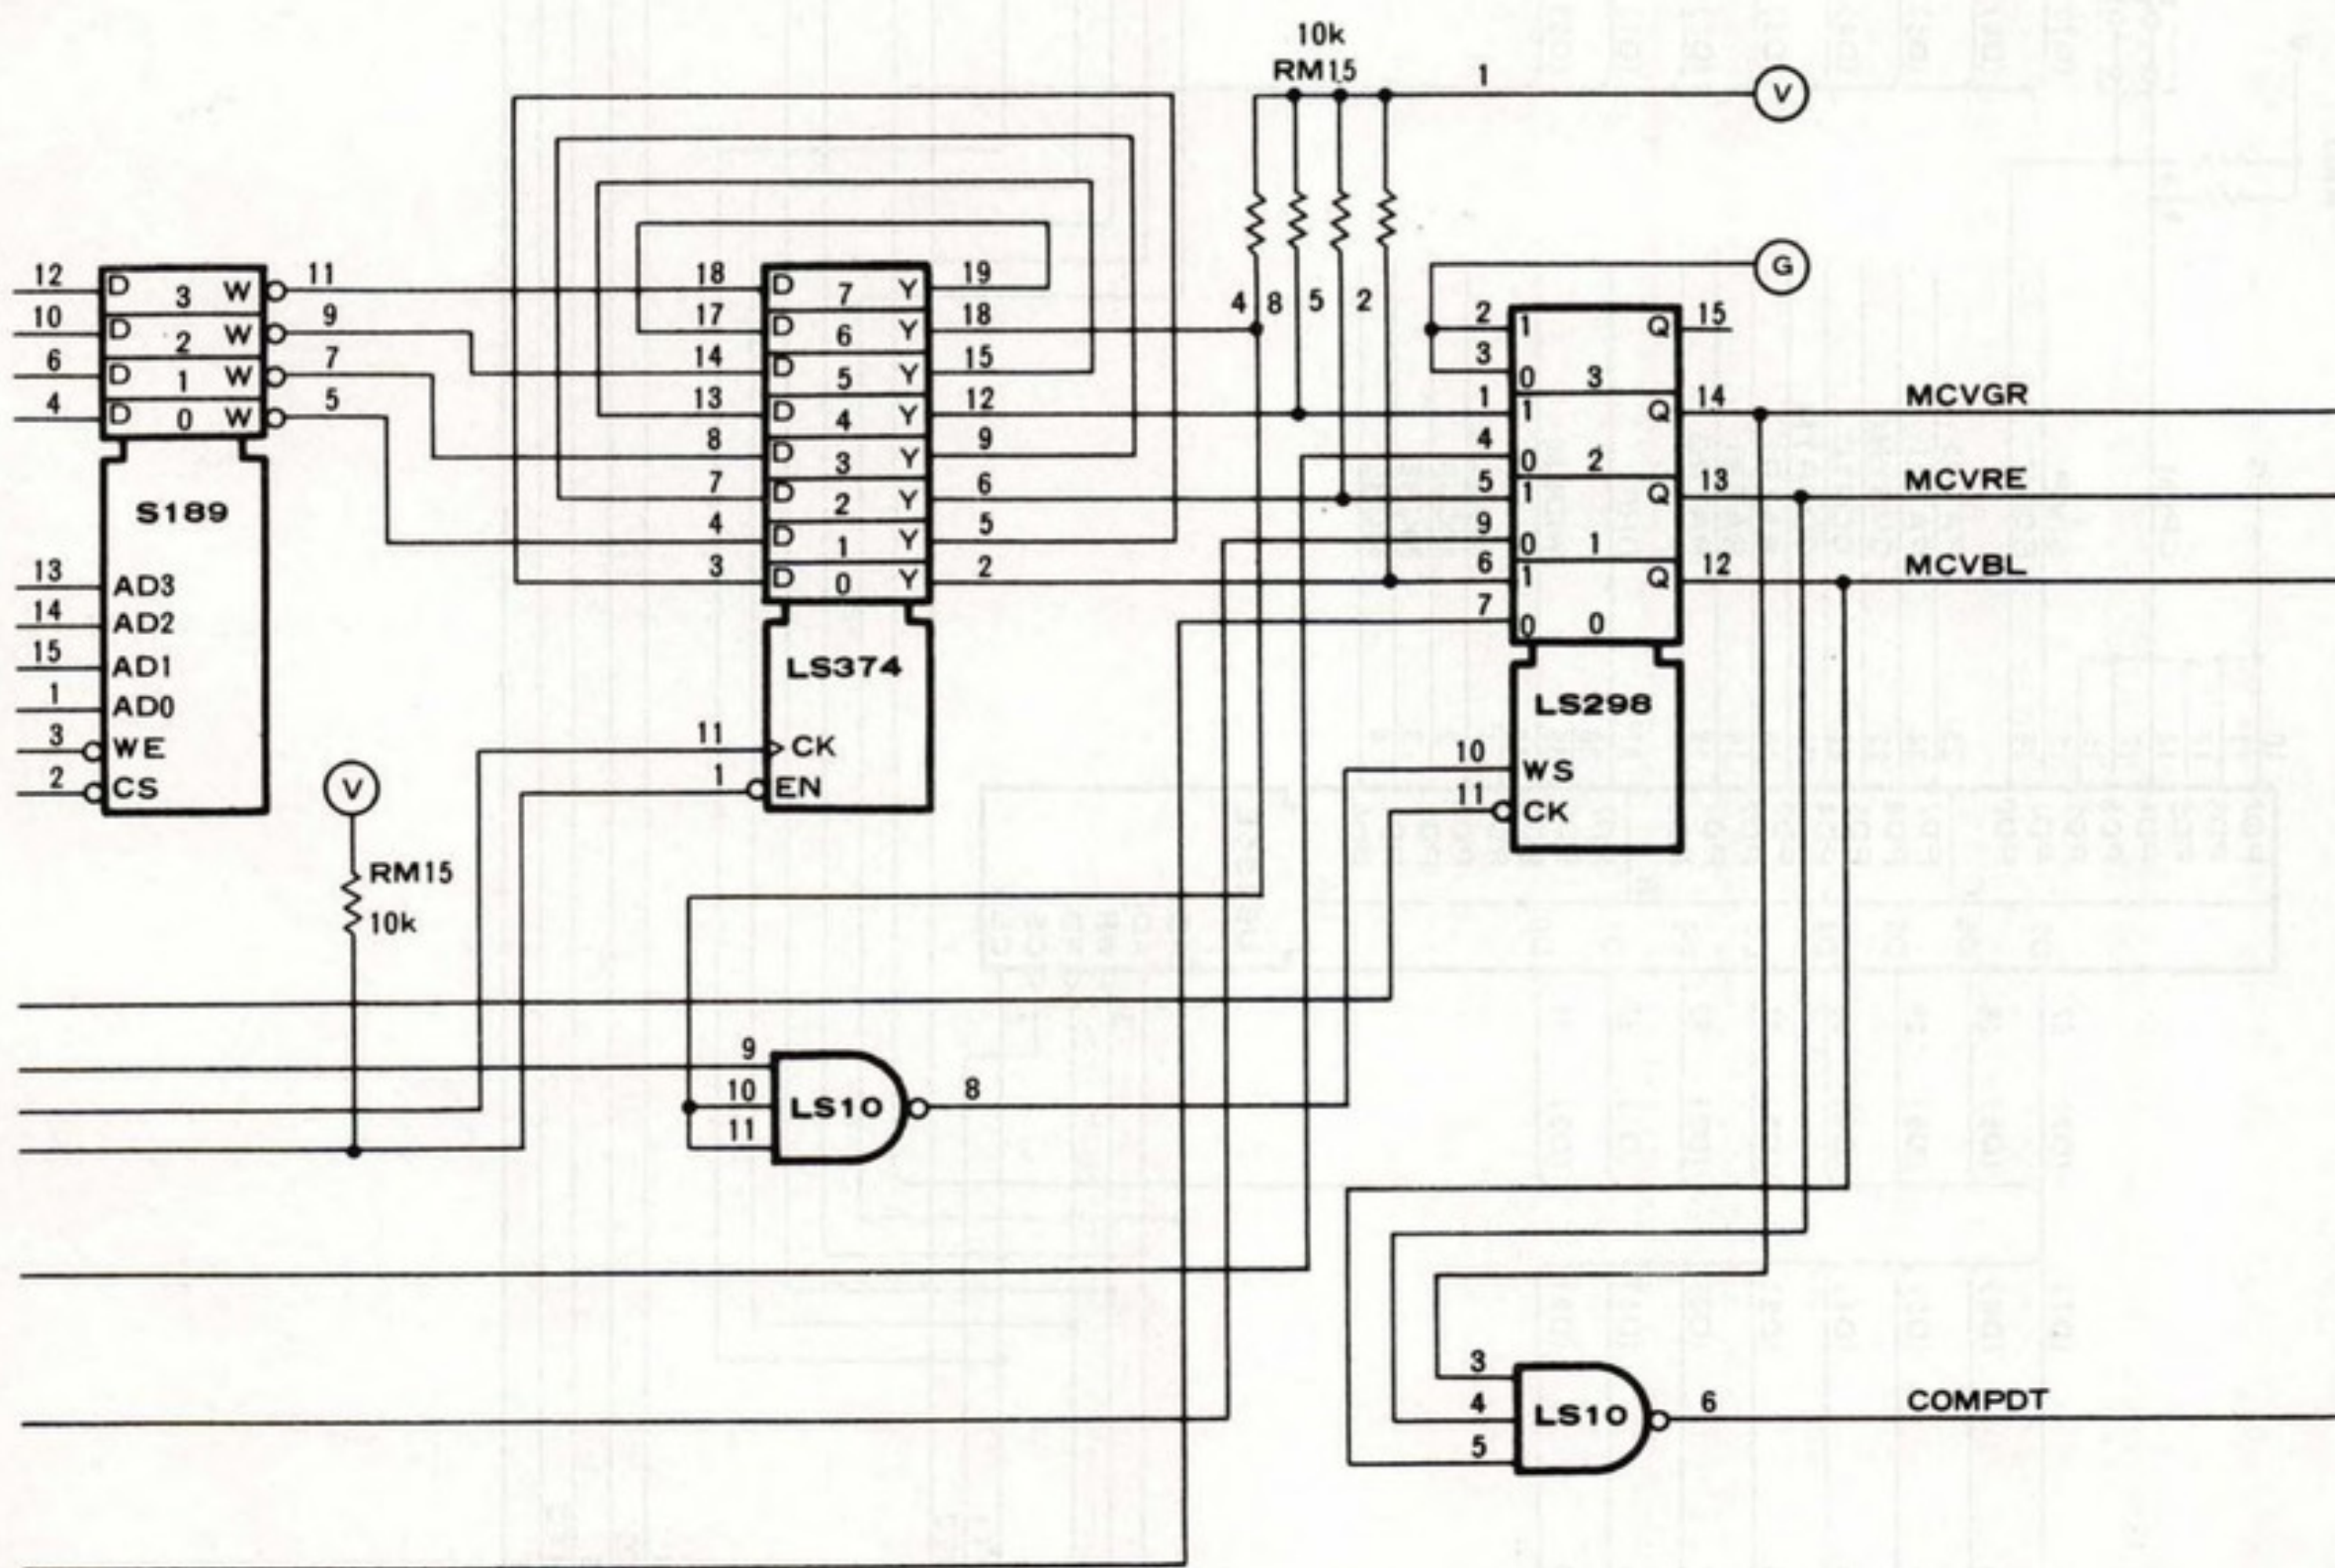 10k
RM15
1
V
G
4 8 5 2
12 D 3 W 11
10 D 2 W 9
6 D 1 W 7
4 D 0 W 5
S189
13 AD3
14 AD2
15 AD1
1 AD0
3 WE
2 CS
V
RM15
10k
18 D 7 Y 19
17 D 6 Y 18
14 D 5 Y 15
13 D 4 Y 12
8 D 3 Y 9
7 D 2 Y 6
4 D 1 Y 5
3 D 0 Y 2
LS374
11 CK
1 EN
2 1 Q 15
3 0 3
1 1 Q 14 MCVGR
4 0 2
5 1 Q 13 MCVRE
9 0 1
6 1 Q 12 MCVBL
7 0 0
LS298
10 WS
11 CK
9
10 LS10 8
11
3
4 LS10 6 COMPDT
5